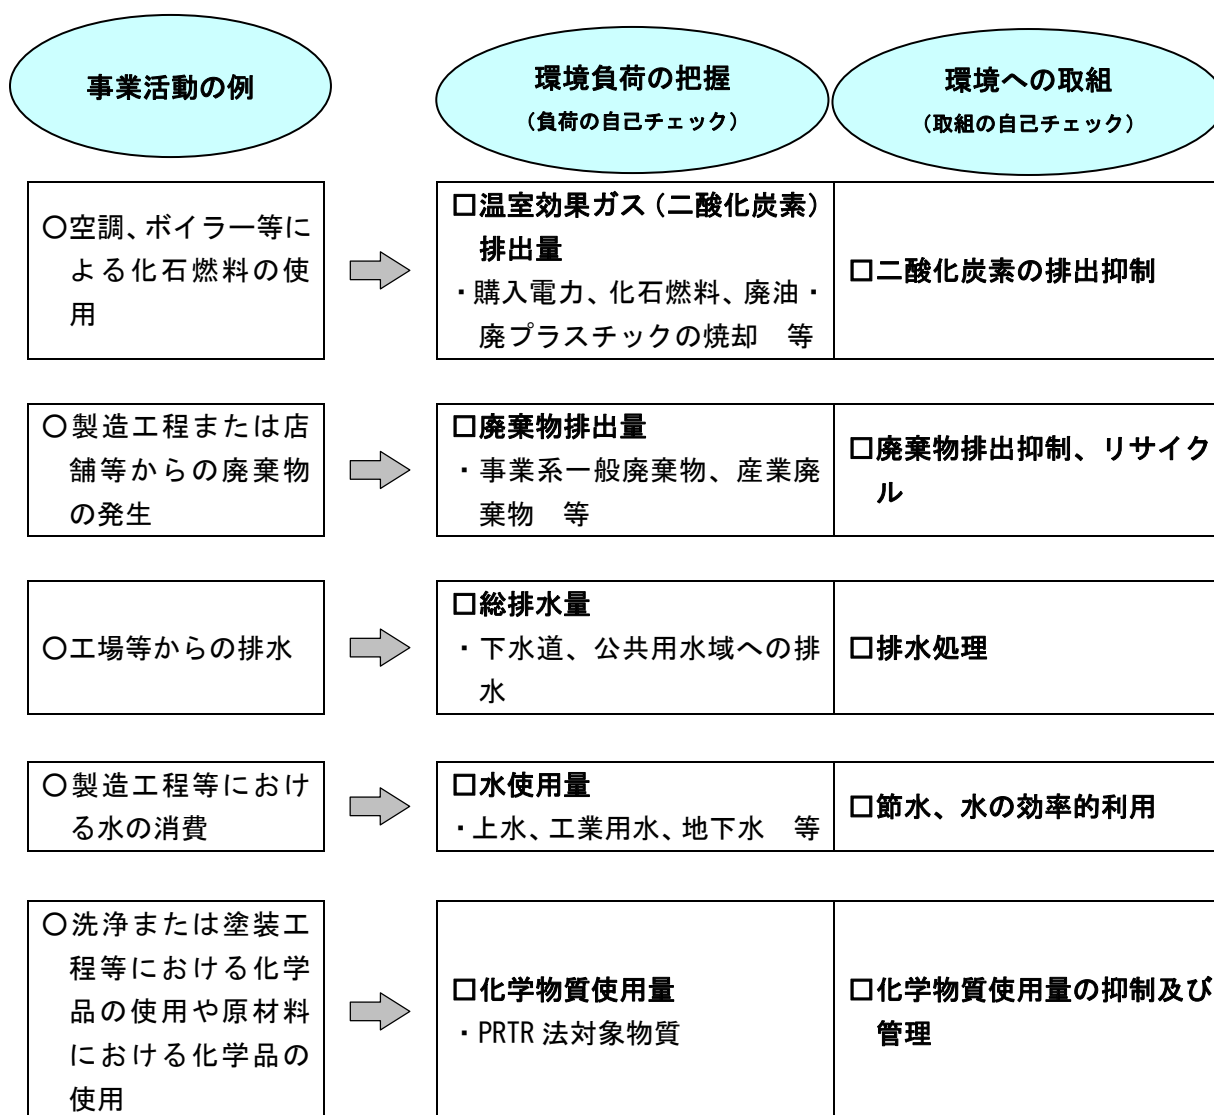 事業活動の例
環境負荷の把握
(負荷の自己チェック)
環境への取組
(取組の自己チェック)
〇空調、ボイラー等に
よる化石燃料の使
用
□温室効果ガス(二酸化炭素)
排出量
・購入電力、化石燃料、廃油・
廃プラスチックの焼却　等
□二酸化炭素の排出抑制
〇製造工程または店
舗等からの廃棄物
の発生
□廃棄物排出量
・事業系一般廃棄物、産業廃
棄物　等
□廃棄物排出抑制、リサイク
ル
〇工場等からの排水
□総排水量
・下水道、公共用水域への排
水
□排水処理
〇製造工程等におけ
る水の消費
□水使用量
・上水、工業用水、地下水　等
□節水、水の効率的利用
〇洗浄または塗装工
程等における化学
品の使用や原材料
における化学品の
使用
□化学物質使用量
・PRTR 法対象物質
□化学物質使用量の抑制及び
管理